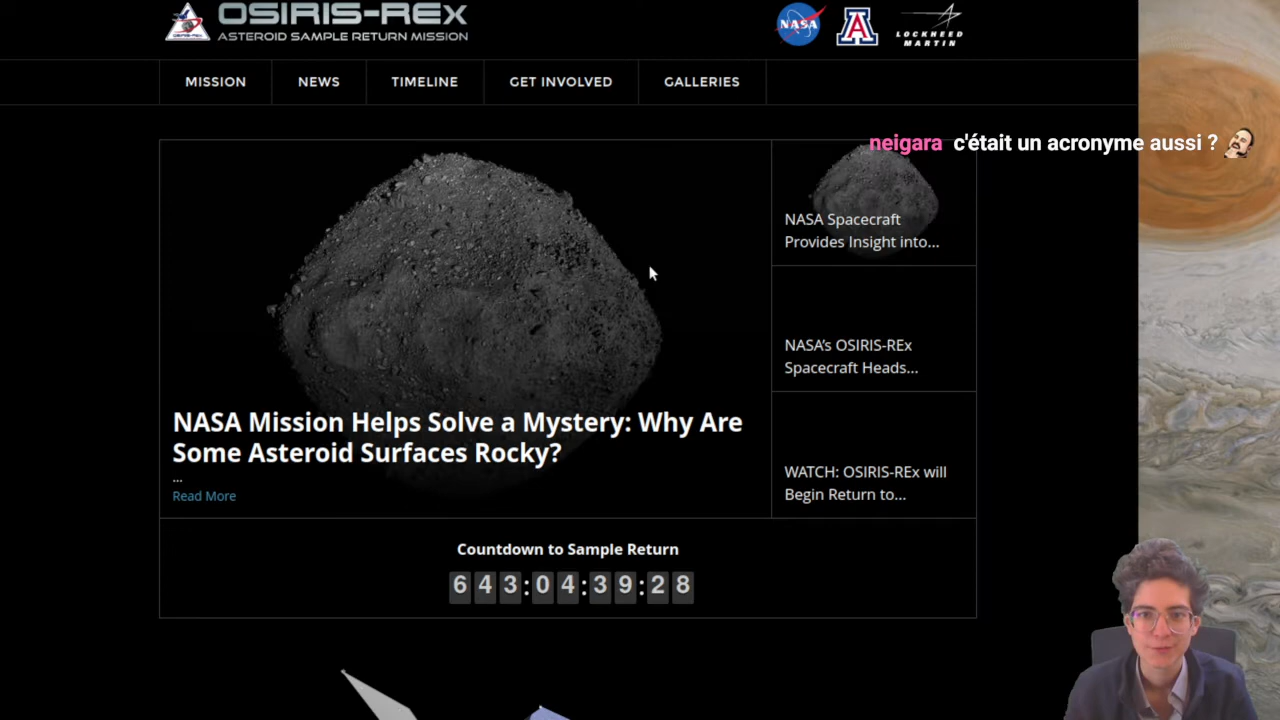 OSIRIS-REx
ASTEROID SAMPLE RETURN MISSION
NASA
A
LOCKHEED
MARTIN
MISSION
NEWS
TIMELINE
GET INVOLVED
GALLERIES
neigara c'était un acronyme aussi ?
NASA Spacecraft
Provides Insight into...
NASA's OSIRIS-REx
Spacecraft Heads...
NASA Mission Helps Solve a Mystery: Why Are
Some Asteroid Surfaces Rocky?
...
Read More
WATCH: OSIRIS-REx will
Begin Return to...
Countdown to Sample Return
643:04:39:28